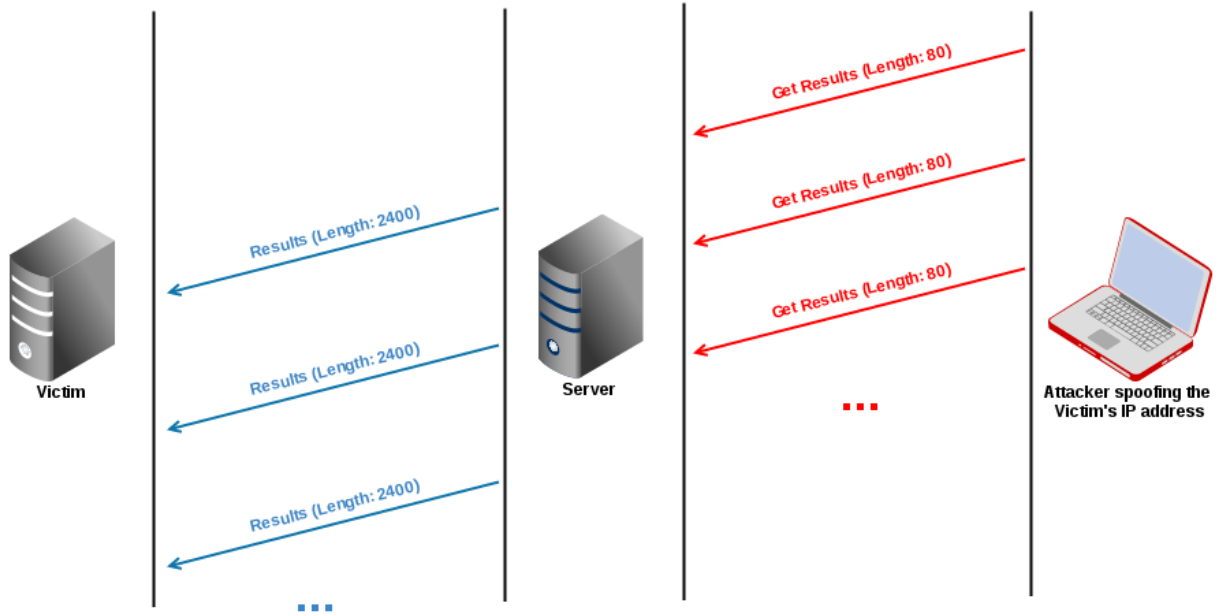 Get Results (Length: 80)
Get Results (Length: 80)
Results (Length: 2400)
Get Results (Length: 80)
Victim
Server
Attacker spoofing the
Victim's IP address
Results (Length: 2400)
Results (Length: 2400)